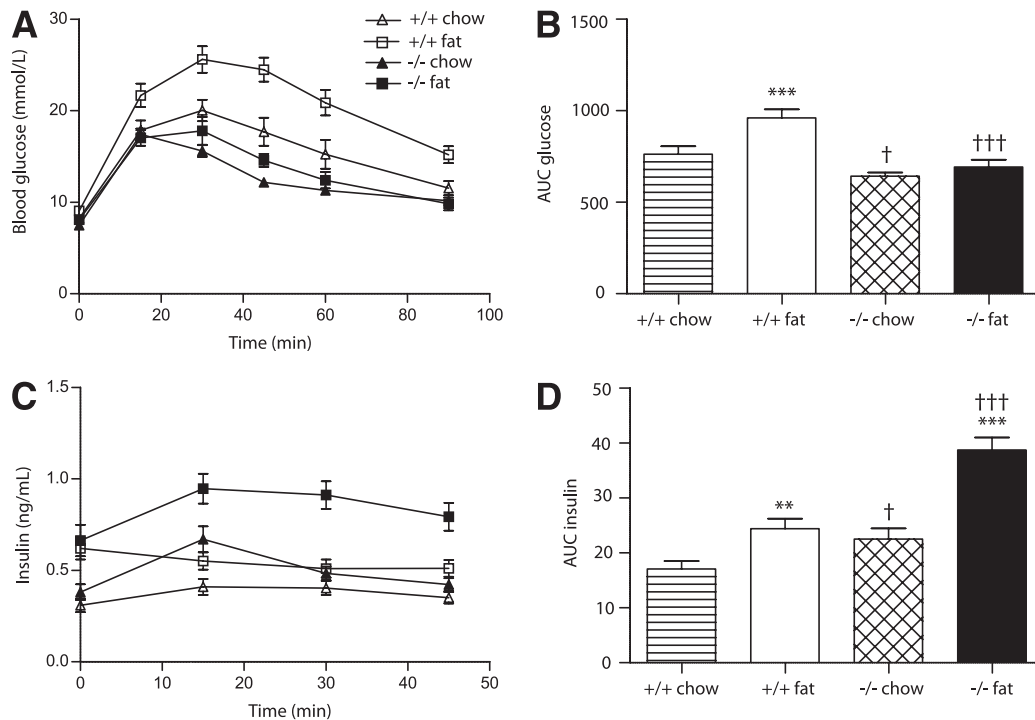 A
+/+ chow
+/+ fat
-/- chow
-/- fat
Blood glucose (mmol/L)
30
20
10
0
0 20 40 60 80 100
Time (min)
B
AUC glucose
1500
1000
500
0
***
†
†††
+/+ chow +/+ fat -/- chow -/- fat
C
Insulin (ng/mL)
1.5
1.0
0.5
0.0
0 10 20 30 40 50
Time (min)
D
AUC insulin
50
40
30
20
10
0
**
†
†††
***
+/+ chow +/+ fat -/- chow -/- fat